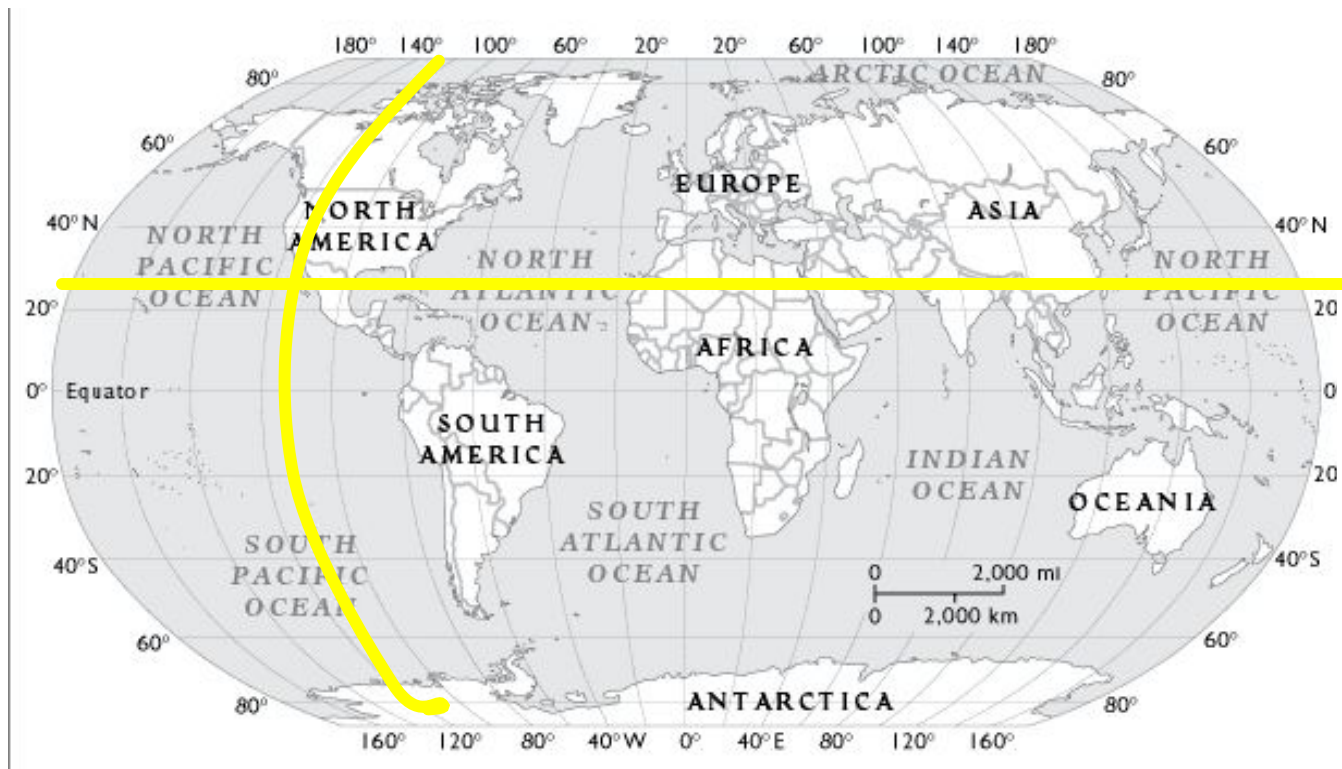 180° 140° 100° 60° 20° 20° 60° 100° 140° 180°
ARCTIC OCEAN
80° 80°
60° 60°
EUROPE
NORTH
AMERICA
ASIA
40° N 40° N
NORTH
PACIFIC
OCEAN
NORTH
ATLANTIC
OCEAN
NORTH
PACIFIC
OCEAN
20° 20
AFRICA
0° Equator 0
SOUTH
AMERICA
INDIAN
OCEAN
20° 20°
OCEANIA
SOUTH
ATLANTIC
OCEAN
SOUTH
PACIFIC
OCEAN
40° S 40° S
0 2,000 mi
0 2,000 km
60° 60°
ANTARCTICA
80° 80°
160° 120° 80° 40° W 0° 40° E 80° 120° 160°